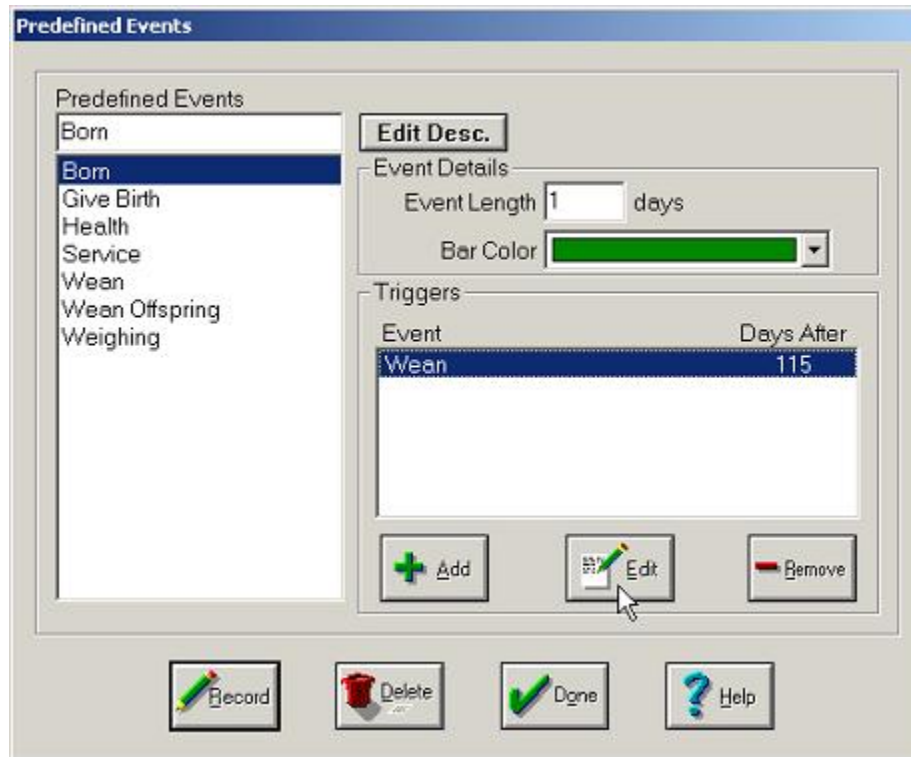 Predefined Events
Predefined Events
Born
Edit Desc.
Born
Give Birth
Health
Service
Wean
Wean Offspring
Weighing
Event Details
Event Length 1 days
Bar Color
Triggers
Event Days After
Wean 115
Add
Edit
Remove
Record
Delete
Done
Help